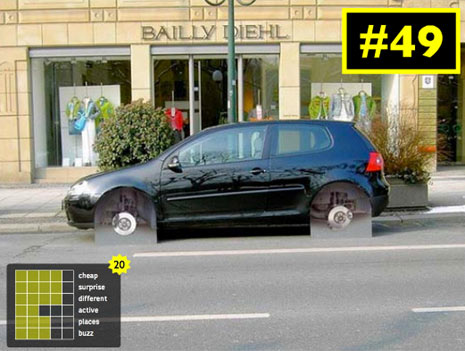 BAILLY DIEHL
#49
20
cheap
surprise
different
active
places
buzz